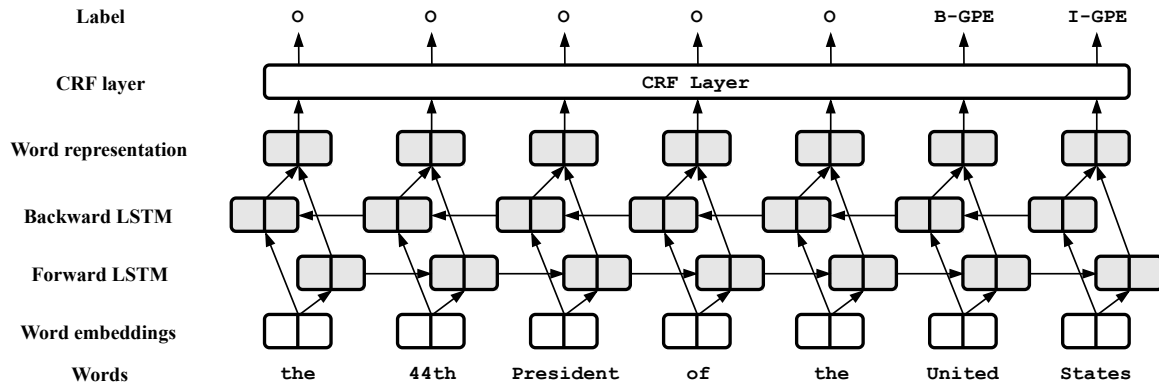 Label O O O O O B-GPE I-GPE
CRF layer CRF Layer
Word representation
Backward LSTM
Forward LSTM
Word embeddings
Words the 44th President of the United States